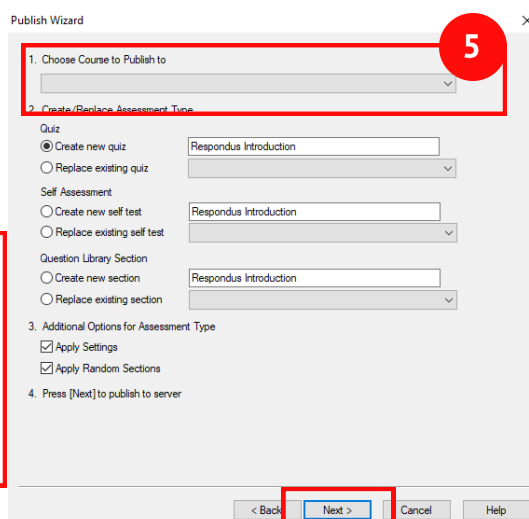 Publish Wizard
5
1. Choose Course to Publish to
2. Create/Replace Assessment Type
Quiz
Create new quiz Respondus Introduction
Replace existing quiz
Self Assessment
Create new self test Respondus Introduction
Replace existing self test
Question Library Section
Create new section Respondus Introduction
Replace existing section
3. Additional Options for Assessment Type
Apply Settings
Apply Random Sections
4. Press [Next] to publish to server
< Back Next > Cancel Help